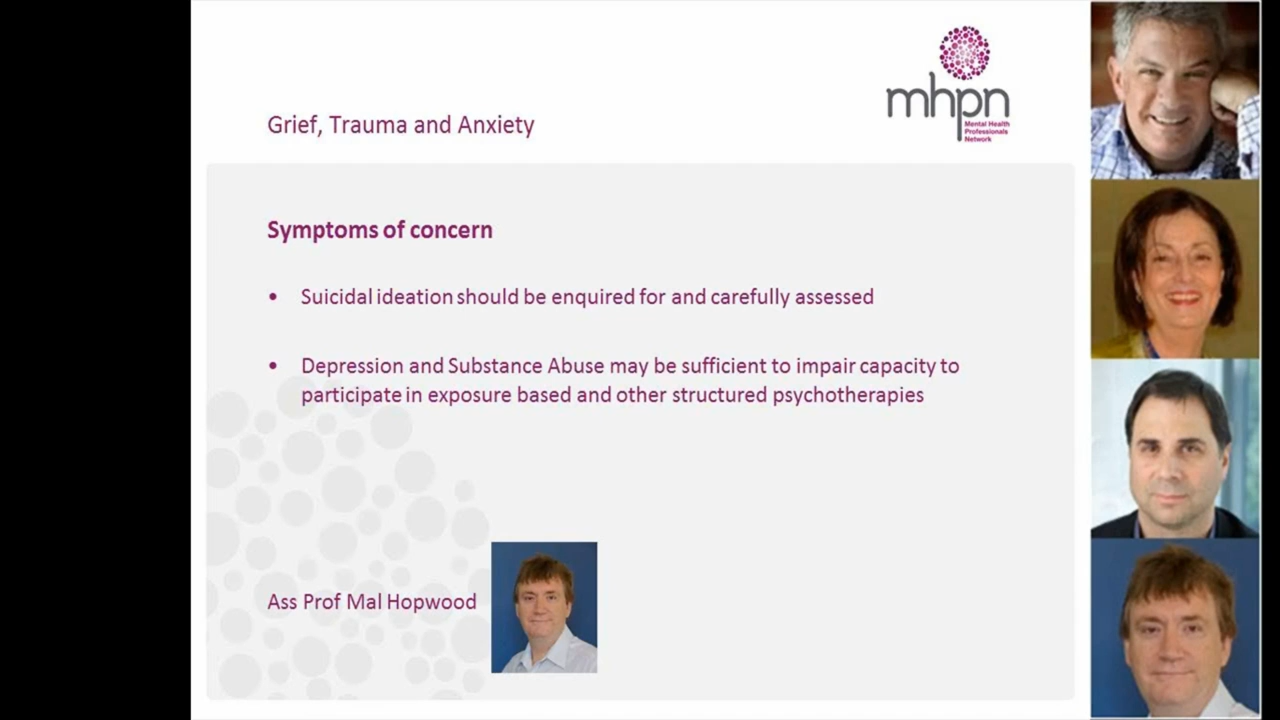 mhpn
Mental Health
Professionals
Network
Grief, Trauma and Anxiety
Symptoms of concern
• Suicidal ideation should be enquired for and carefully assessed
• Depression and Substance Abuse may be sufficient to impair capacity to
participate in exposure based and other structured psychotherapies
Ass Prof Mal Hopwood